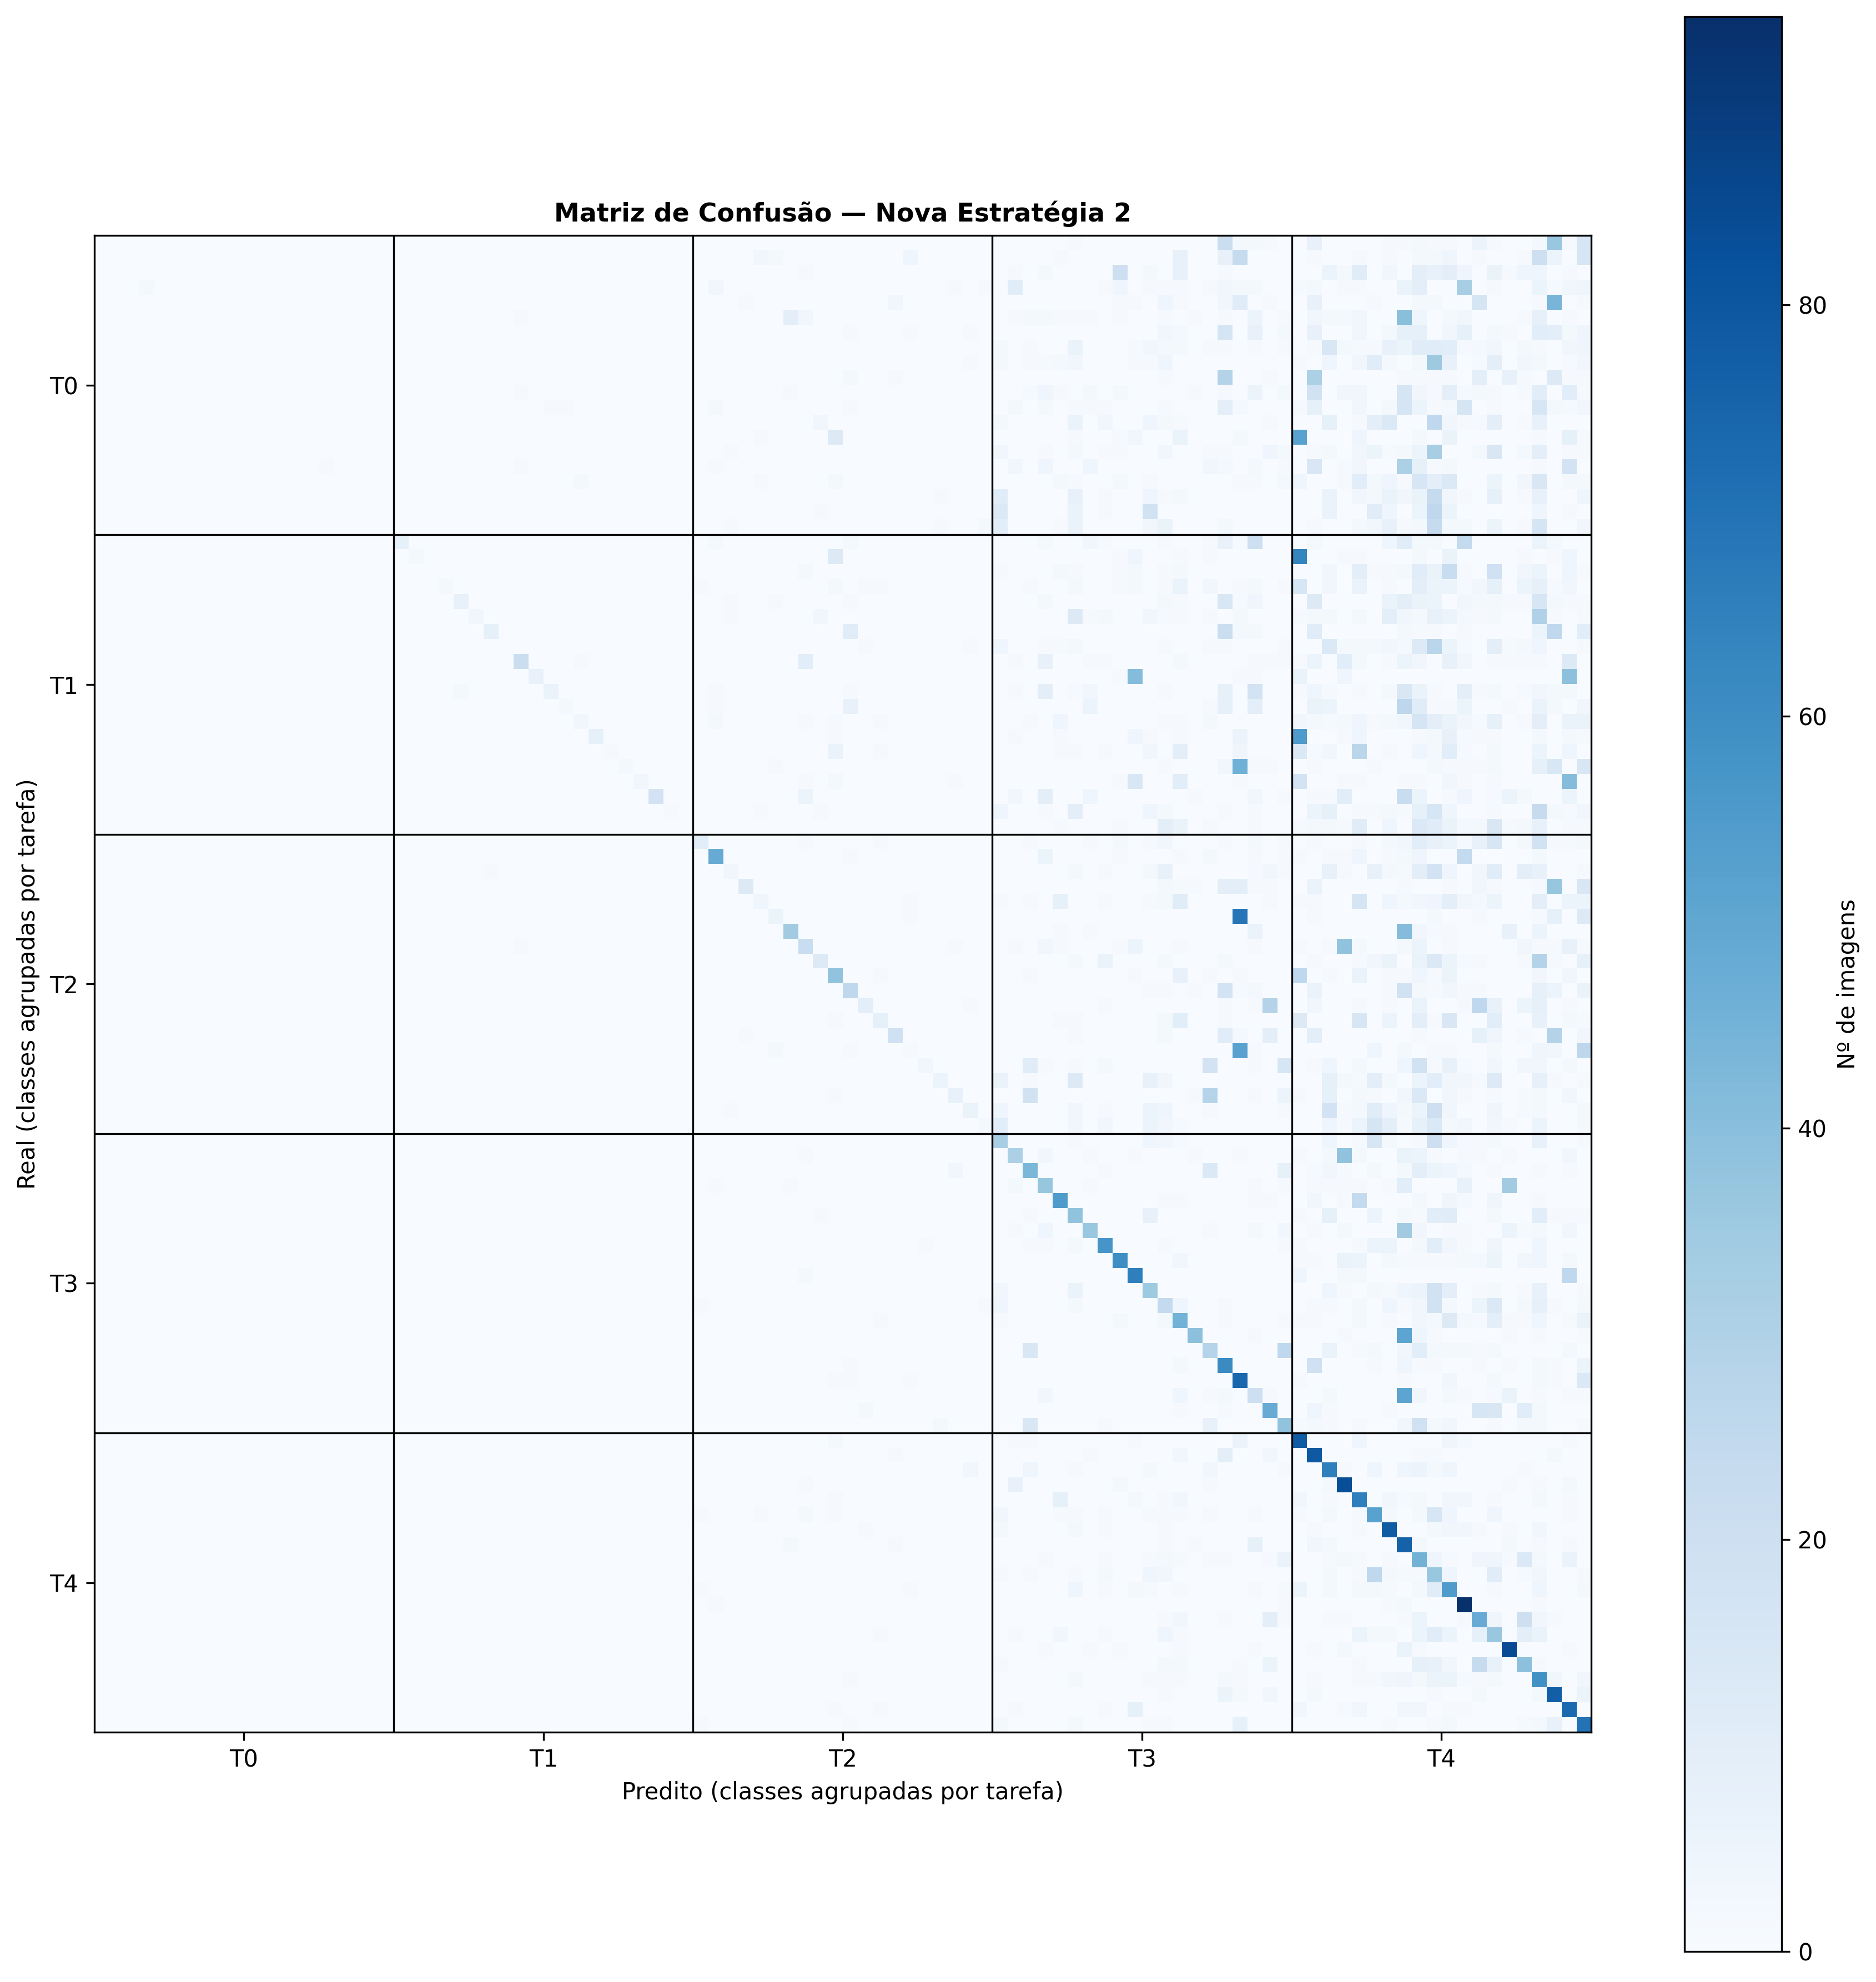 Matriz de Confusão — Nova Estratégia 2
T0
T1
T2
T3
T4
Real (classes agrupadas por tarefa)
T0
T1
T2
T3
T4
Predito (classes agrupadas por tarefa)
80
60
40
20
0
Nº de imagens